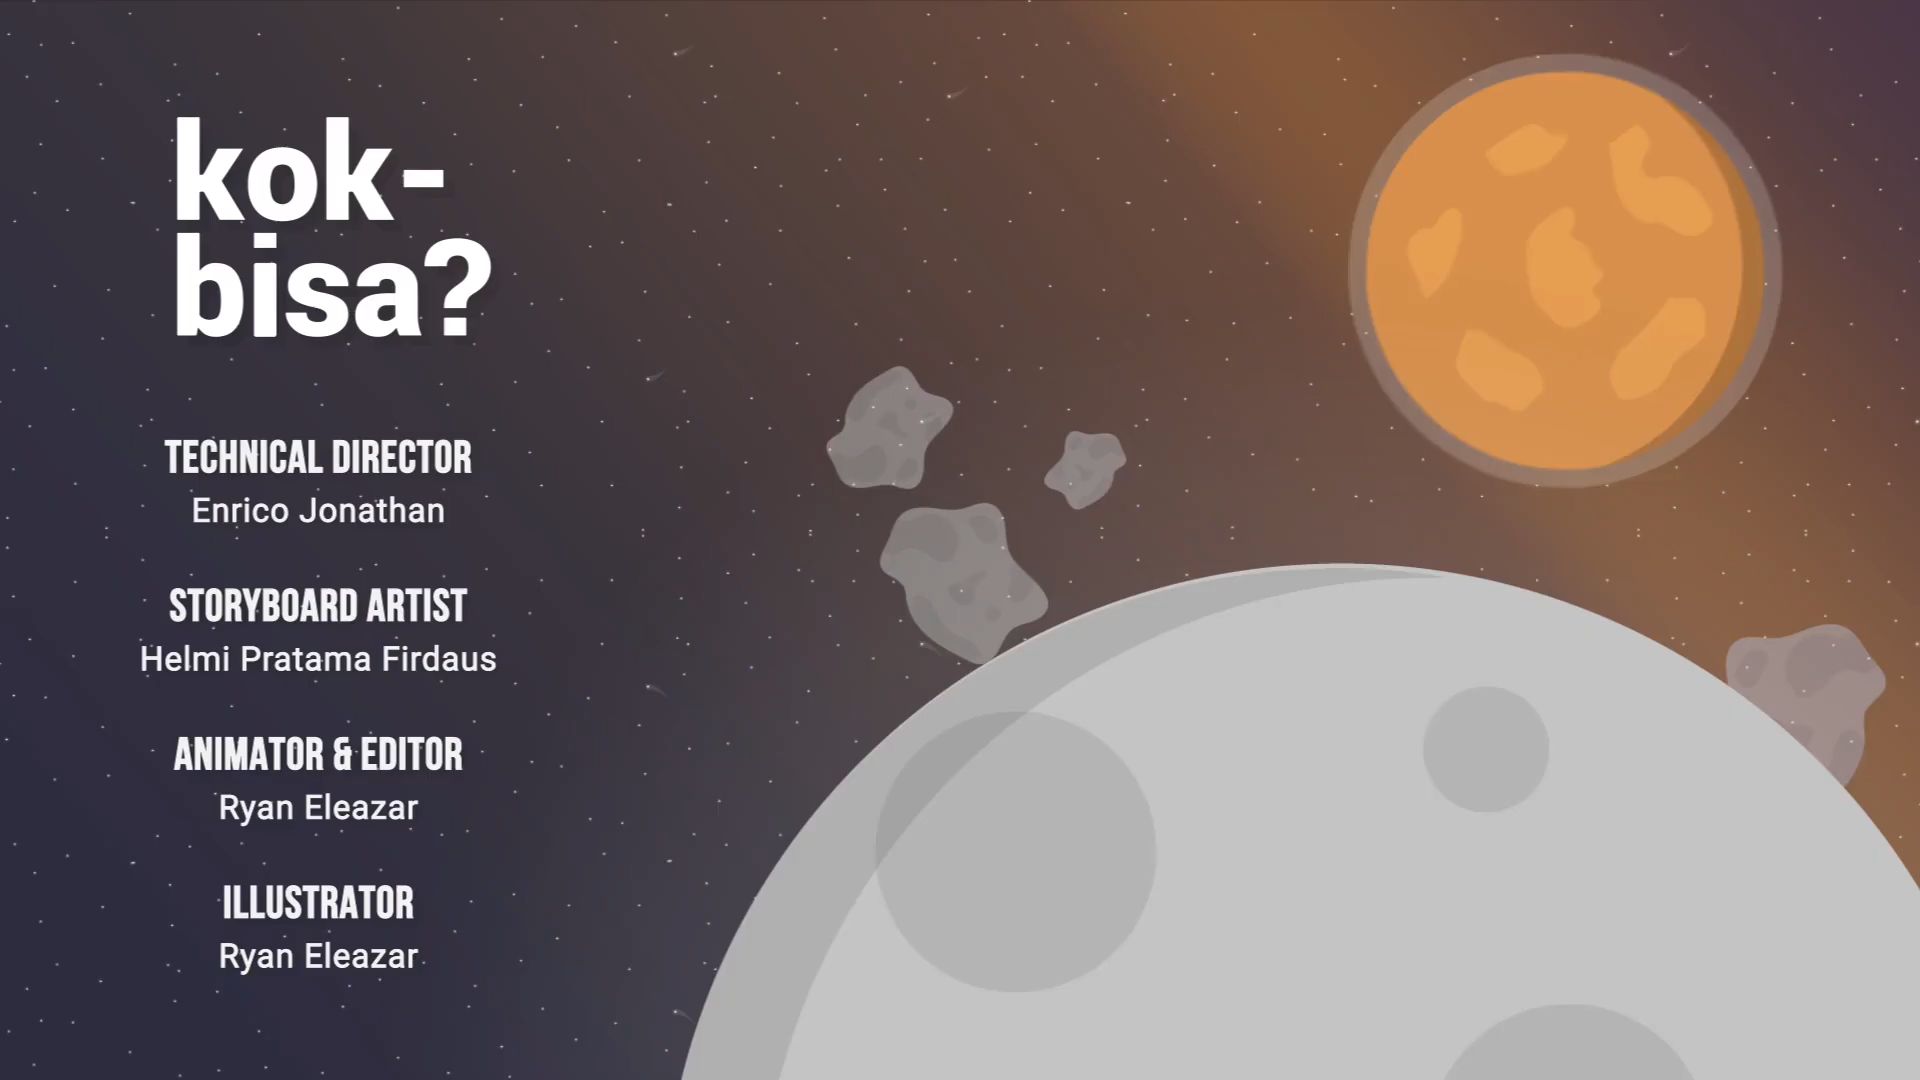 kok-
bisa?
TECHNICAL DIRECTOR
Enrico Jonathan
STORYBOARD ARTIST
Helmi Pratama Firdaus
ANIMATOR & EDITOR
Ryan Eleazar
ILLUSTRATOR
Ryan Eleazar